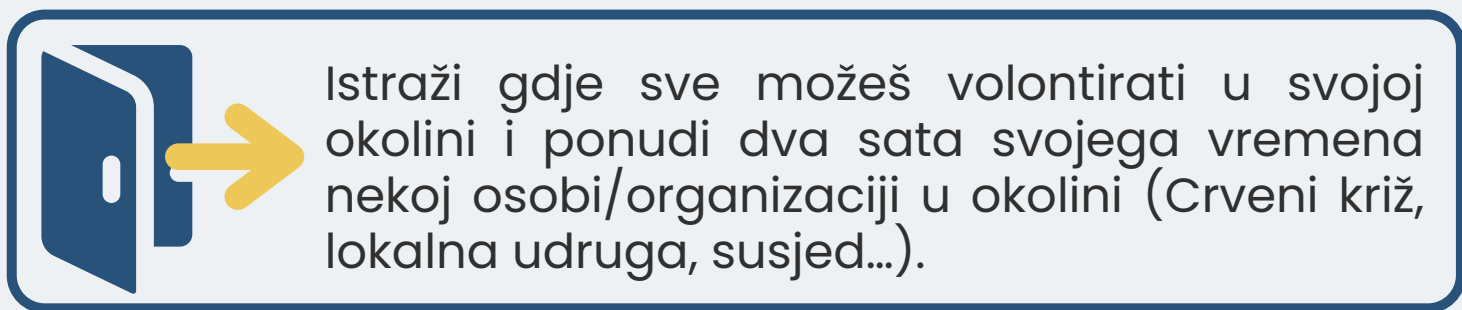 Istraži gdje sve možeš volontirati u svojoj
okolini i ponudi dva sata svojega vremena
nekoj osobi/organizaciji u okolini (Crveni križ,
lokalna udruga, susjed...).